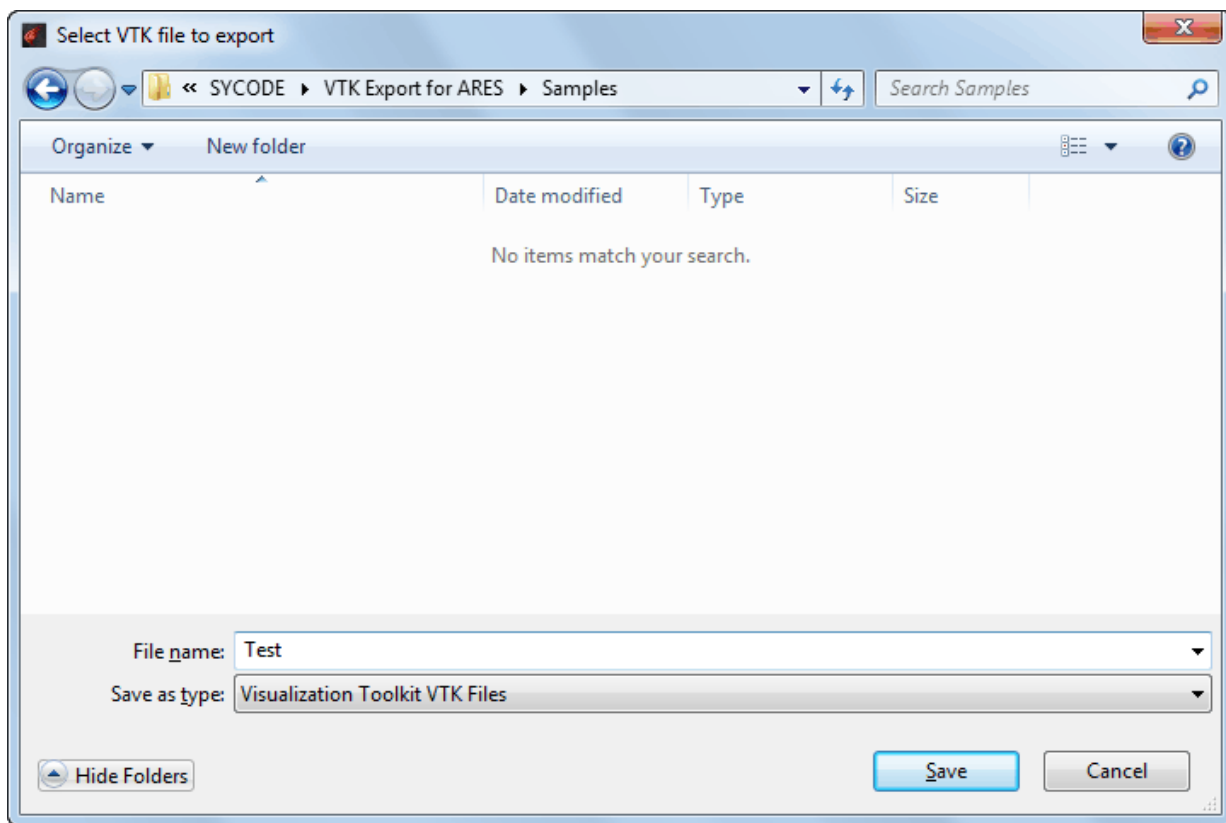 Select VTK file to export
« SYCODE ▸ VTK Export for ARES ▸ Samples
Search Samples
Organize New folder
Name Date modified Type Size
No items match your search.
File name: Test
Save as type: Visualization Toolkit VTK Files
Hide Folders Save Cancel